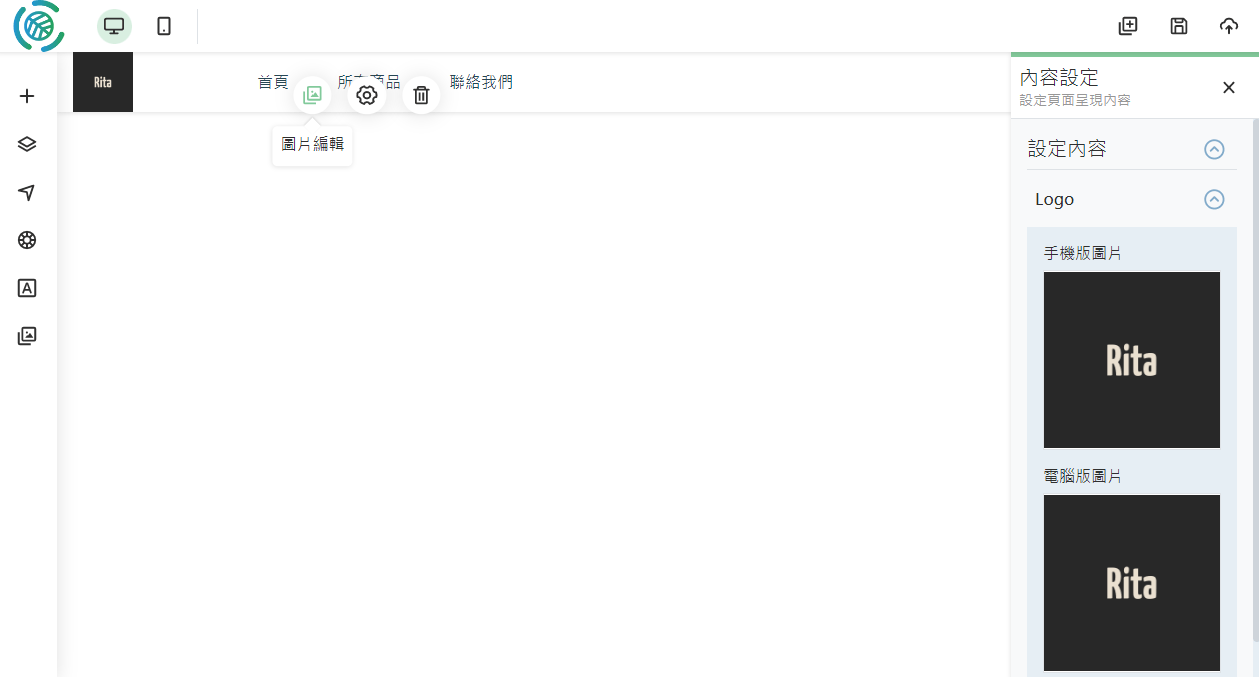 Rita
首頁
所有商品
聯絡我們
圖片編輯
內容設定
設定頁面呈現內容
設定內容
Logo
手機版圖片
Rita
電腦版圖片
Rita